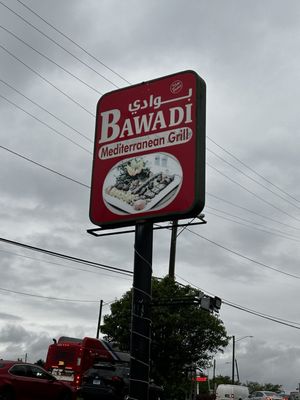 بوادي
BAWADI
Mediterranean Grill